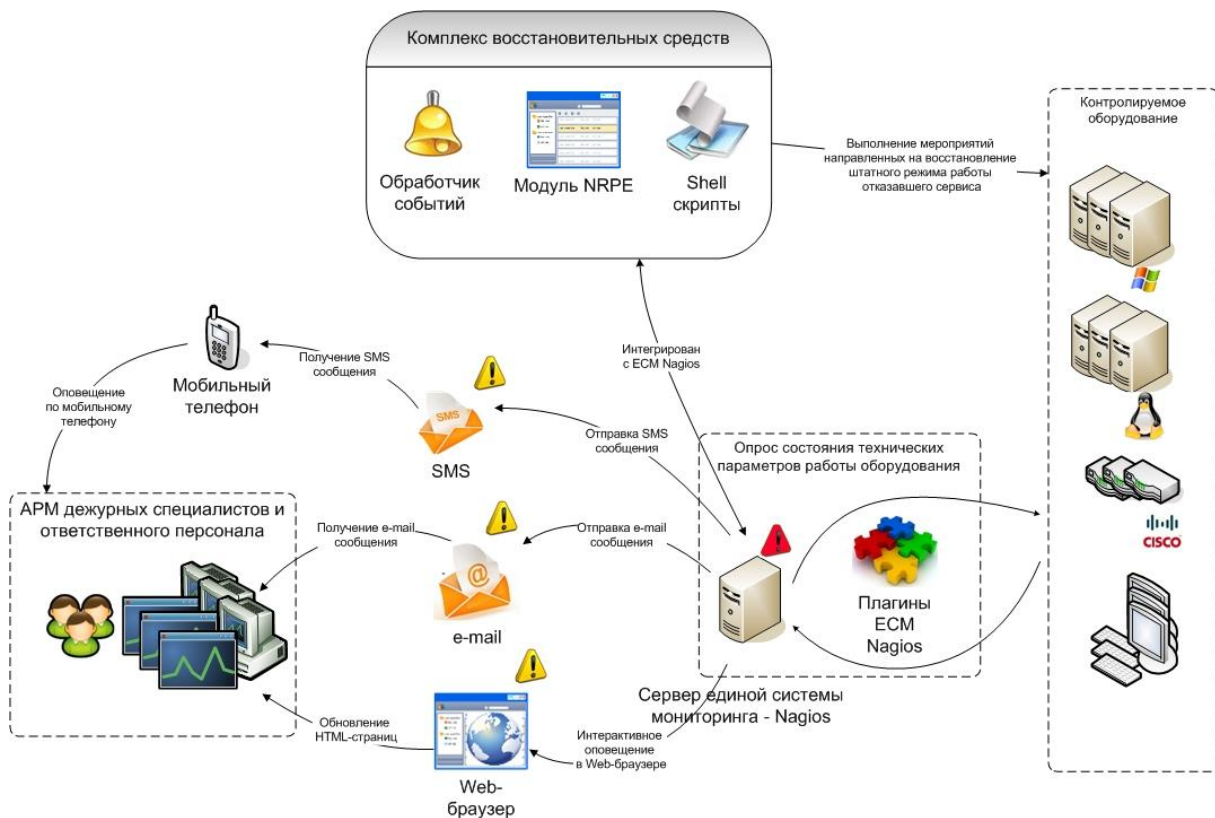 Комплекс восстановительных средств
Обработчик
событий
Модуль NRPE
Shell
скрипты
Контролируемое
оборудование
Выполнение мероприятий
направленных на восстановление
штатного режима работы
отказавшего сервиса
Интегрирован
с ECM Nagios
Мобильный
телефон
Получение SMS
сообщения
Оповещение
по мобильному
телефону
SMS
SMS
Отправка SMS
сообщения
Опрос состояния технических
параметров работы оборудования
АРМ дежурных специалистов и
ответственного персонала
Получение e-mail
сообщения
@
e-mail
Отправка e-mail
сообщения
Плагины
ECM
Nagios
CISCO
Сервер единой системы
мониторинга - Nagios
Обновление
HTML-страниц
Интерактивное
оповещение
в Web-браузере
Web-
браузер